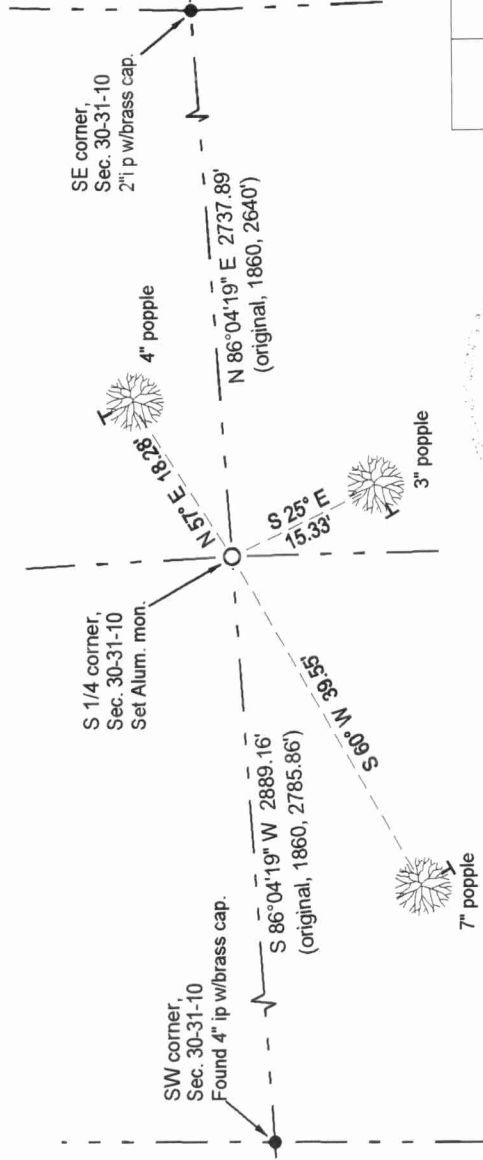 SW corner,
Sec. 30-31-10
Found 4" ip w/brass cap.
S 86°04'19" W 2889.16'
(original, 1860, 2785.86')
S 1/4 corner,
Sec. 30-31-10
Set Alum. mon.
SE corner,
Sec. 30-31-10
2"i p w/brass cap.
N 86°04'19" E 2737.89'
(original, 1860, 2640')
N 57° E 18.28'
4" popple
S 25° E
15.33'
3" popple
S 60° W 39.55'
7" popple